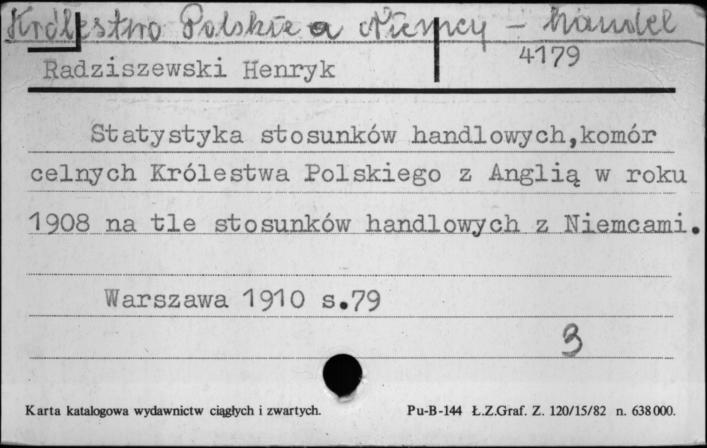 Królestwo Polskie a Niemcy – handel
4179
Radziszewski Henryk
Statystyka stosunków handlowych,komór
celnych Królestwa Polskiego z Anglią w roku
1908 na tle stosunków handlowych z Niemcami.
Warszawa 1910 s.79
3
Karta katalogowa wydawnictw ciągłych i zwartych. Pu-B-144 Ł.Z.Graf. Z. 120/15/82 n. 638000.